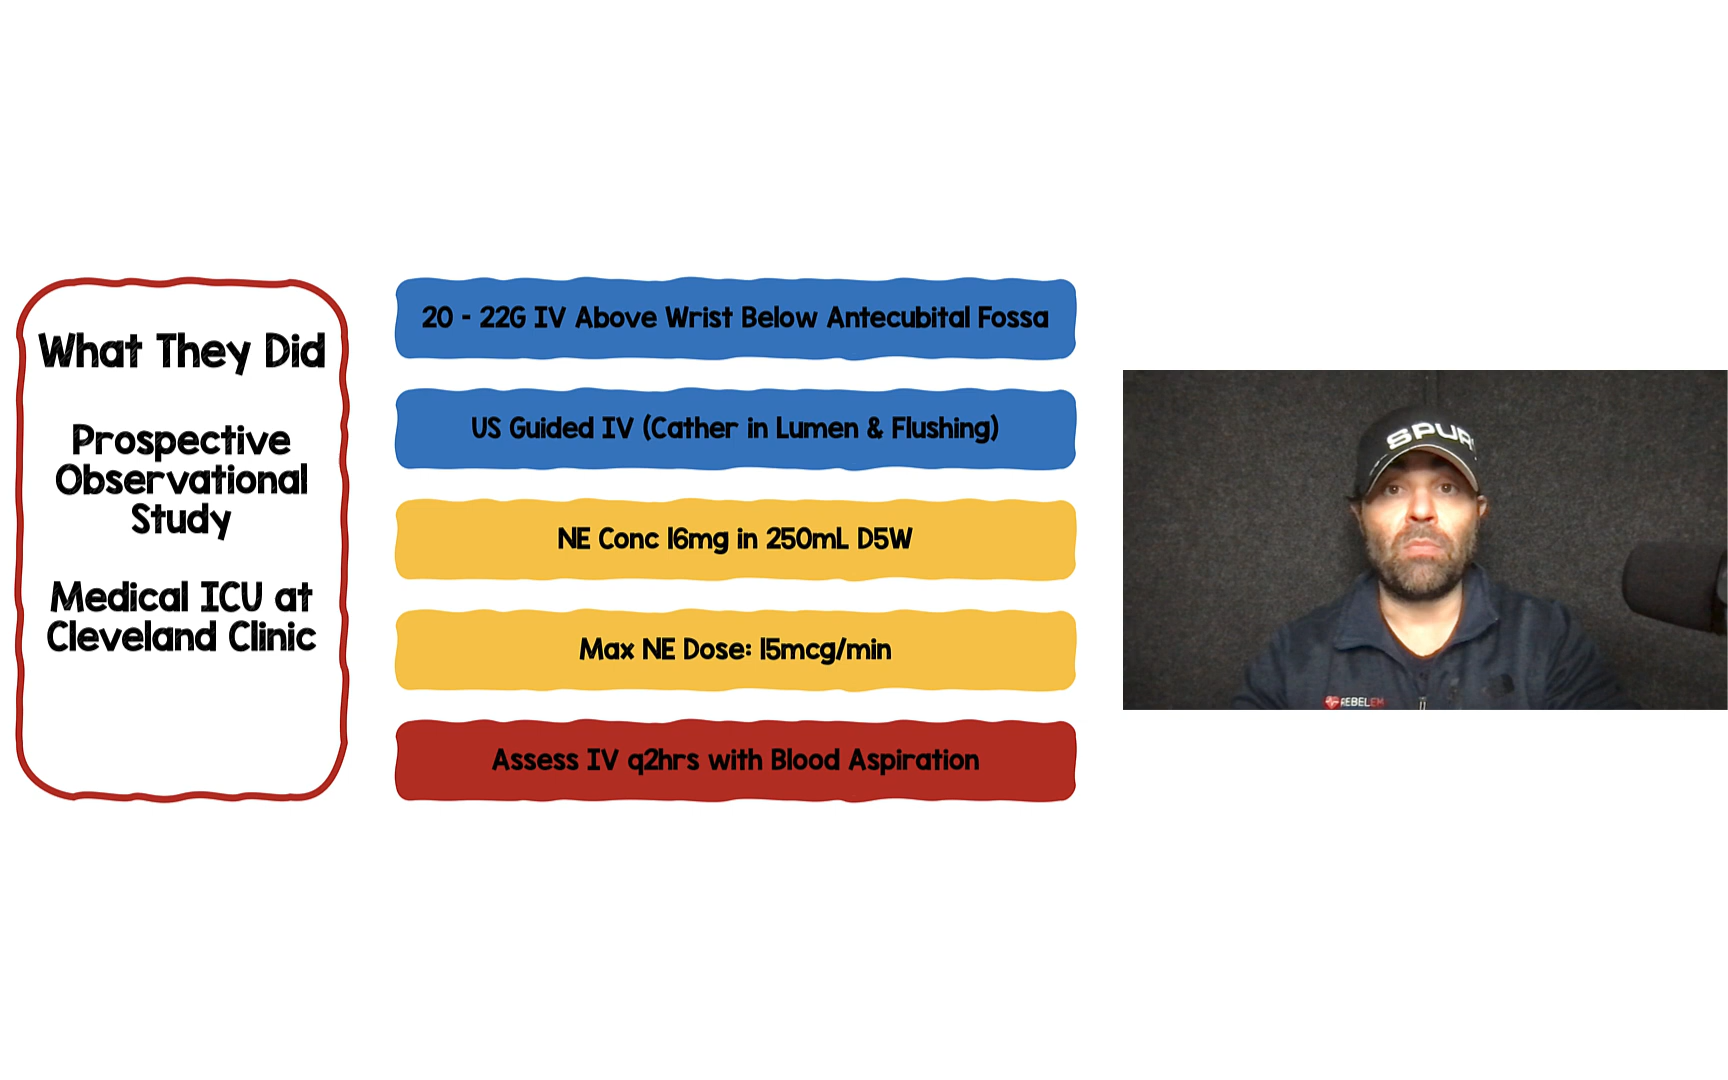 What They Did
Prospective
Observational
Study
Medical ICU at
Cleveland Clinic
20 - 22G IV Above Wrist Below Antecubital Fossa
US Guided IV (Cather in Lumen & Flushing)
NE Conc 16mg in 250mL D5W
Max NE Dose: 15mcg/min
Assess IV q2hrs with Blood Aspiration
SPUR
REBELEM